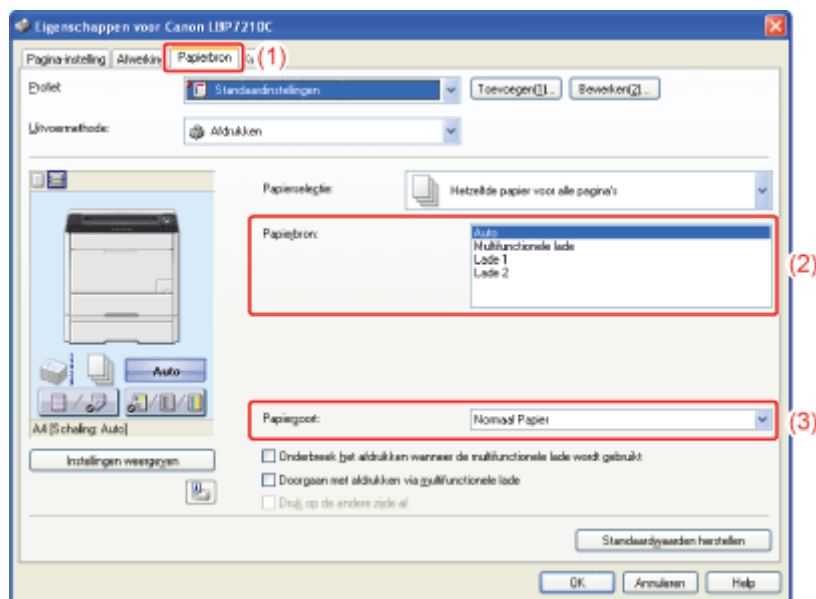 Eigenschappen voor Canon LBP7210C
Pagina-instelling Afwerking Papierbron (1)
Profiel: Standaardinstellingen Toevoegen(1)... Bewerken(2)...
Uitvoermethode: Afdrukken
Papierselectie: Hetzelfde papier voor alle pagina's
Papierbron: Auto
Multifunctionele lade
Lade 1
Lade 2
(2)
Auto
Papiersoort: Normaal Papier (3)
A4 [Schaling: Auto]
Onderbreek het afdrukken wanneer de multifunctionele lade wordt gebruikt
Instellingen weergeven
Doorgaan met afdrukken via multifunctionele lade
Druk op de andere zijde af
Standaardwaarden herstellen
OK Annuleren Help